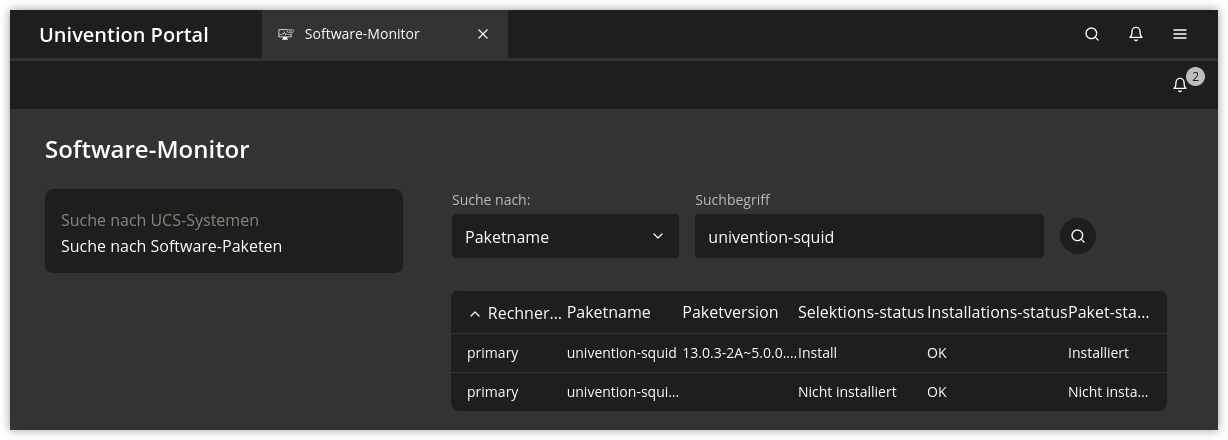 Univention Portal
Software-Monitor
2
Software-Monitor
Suche nach UCS-Systemen
Suche nach Software-Paketen
Suche nach:
Suchbegriff
Paketname
univention-squid
Rechner... Paketname Paketversion Selektions-status Installations-status Paket-sta...
primary univention-squid 13.0.3-2A~5.0.0.... Install OK Installiert
primary univention-squi... Nicht installiert OK Nicht insta...